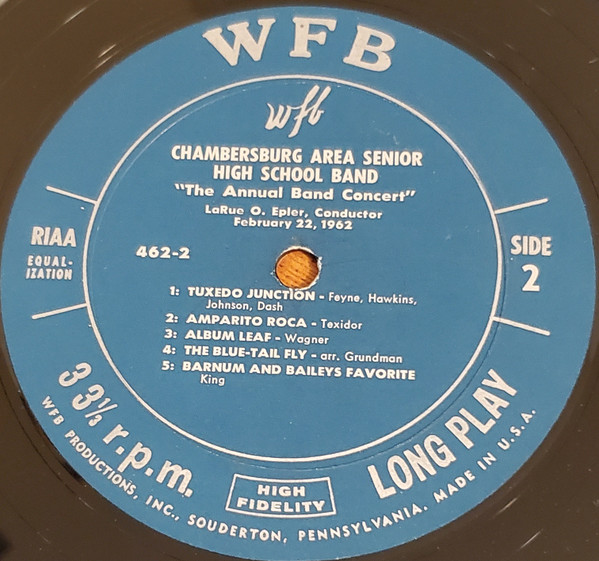 WFB
wfb
CHAMBERSBURG AREA SENIOR
HIGH SCHOOL BAND
"The Annual Band Concert"
LaRue O. Epler, Conductor
February 22, 1962
RIAA
EQUAL-
IZATION
462-2
SIDE
2
1: TUXEDO JUNCTION - Feyne, Hawkins,
Johnson, Dash
2: AMPARITO ROCA - Texidor
3: ALBUM LEAF - Wagner
4: THE BLUE-TAIL FLY - arr. Grundman
5: BARNUM AND BAILEYS FAVORITE
King
33⅓ r.p.m.
HIGH
FIDELITY
LONG PLAY
WFB PRODUCTIONS, INC., SOUDERTON, PENNSYLVANIA. MADE IN U.S.A.